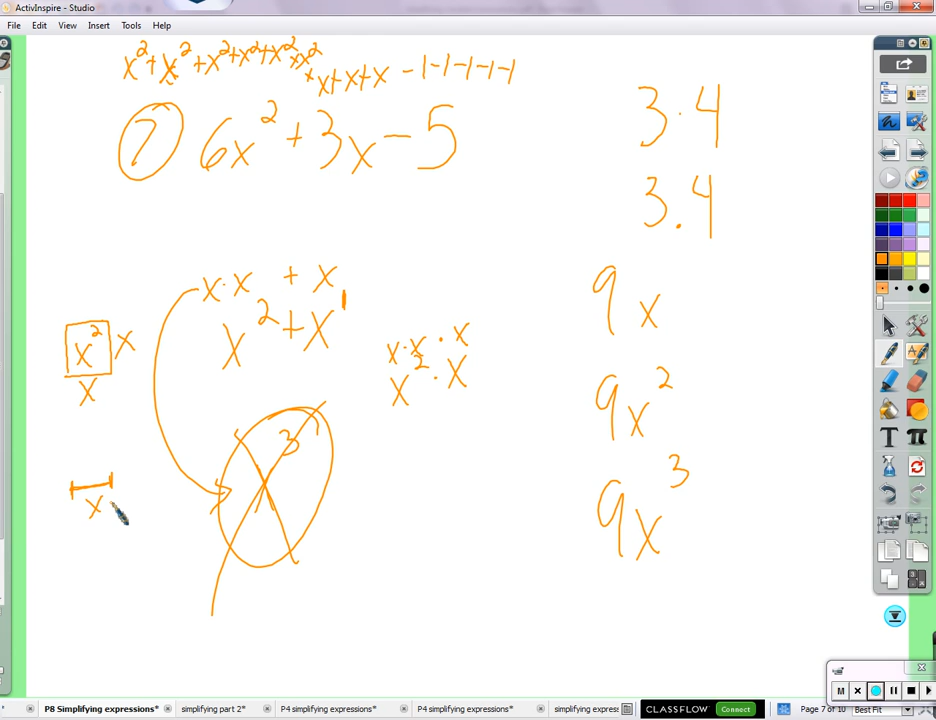 ActivInspire - Studio
File Edit View Insert Tools Help
x² + x² + x² + x² + x² x x²
+ x + x + x - 1 - 1 - 1 - 1 - 1
7 6x² + 3x - 5
3 · 4
3 . 4
x · x + x
x² + x¹
x² x
x
x · x · x
x² · x
x³
x
9x
9x²
9x³
P8 Simplifying expressions* simplifying part 2* P4 simplifying expressions* P4 simplifying expressions* simplifying express
CLASSFLOW Connect
Page 7 of 10 Best Fit
M